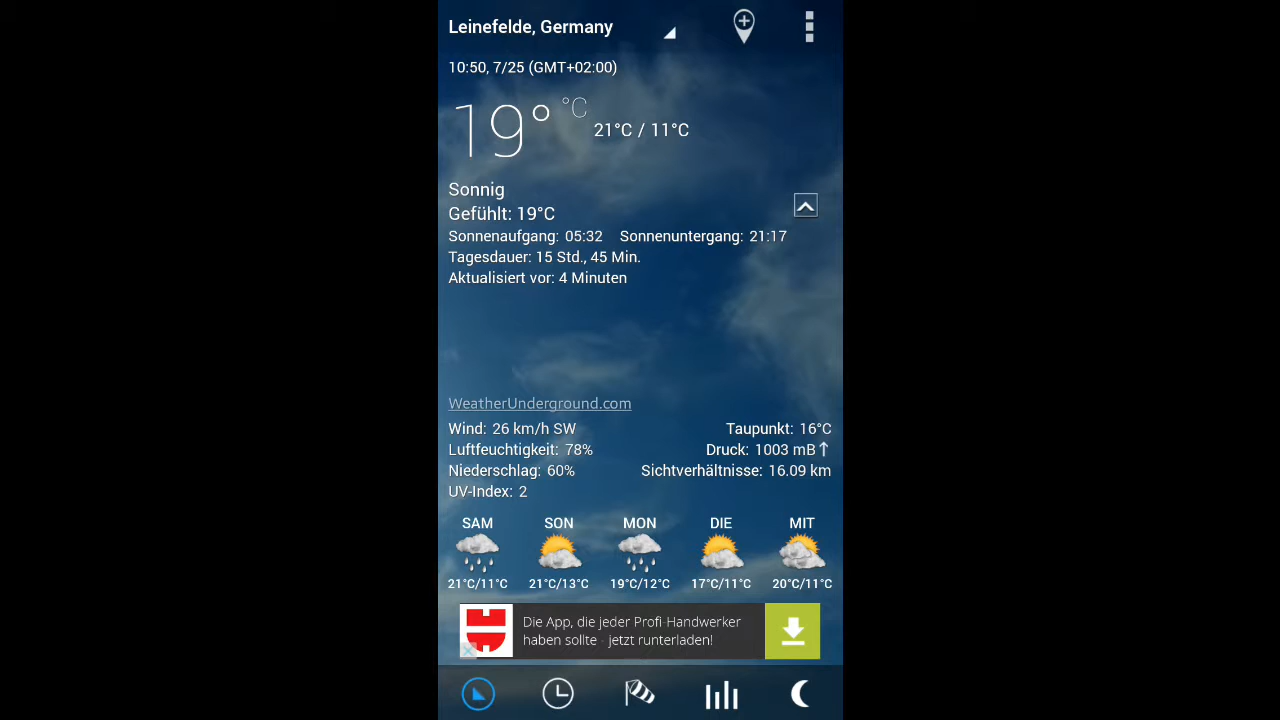 Leinefelde, Germany
10:50, 7/25 (GMT+02:00)
19° °C
21°C / 11°C
Sonnig
Gefühlt: 19°C
Sonnenaufgang: 05:32 Sonnenuntergang: 21:17
Tagesdauer: 15 Std., 45 Min.
Aktualisiert vor: 4 Minuten
WeatherUnderground.com
Wind: 26 km/h SW Taupunkt: 16°C
Luftfeuchtigkeit: 78% Druck: 1003 mB↑
Niederschlag: 60% Sichtverhältnisse: 16.09 km
UV-Index: 2
SAM SON MON DIE MIT
21°C/11°C 21°C/13°C 19°C/12°C 17°C/11°C 20°C/11°C
Die App, die jeder Profi-Handwerker
haben sollte - jetzt runterladen!